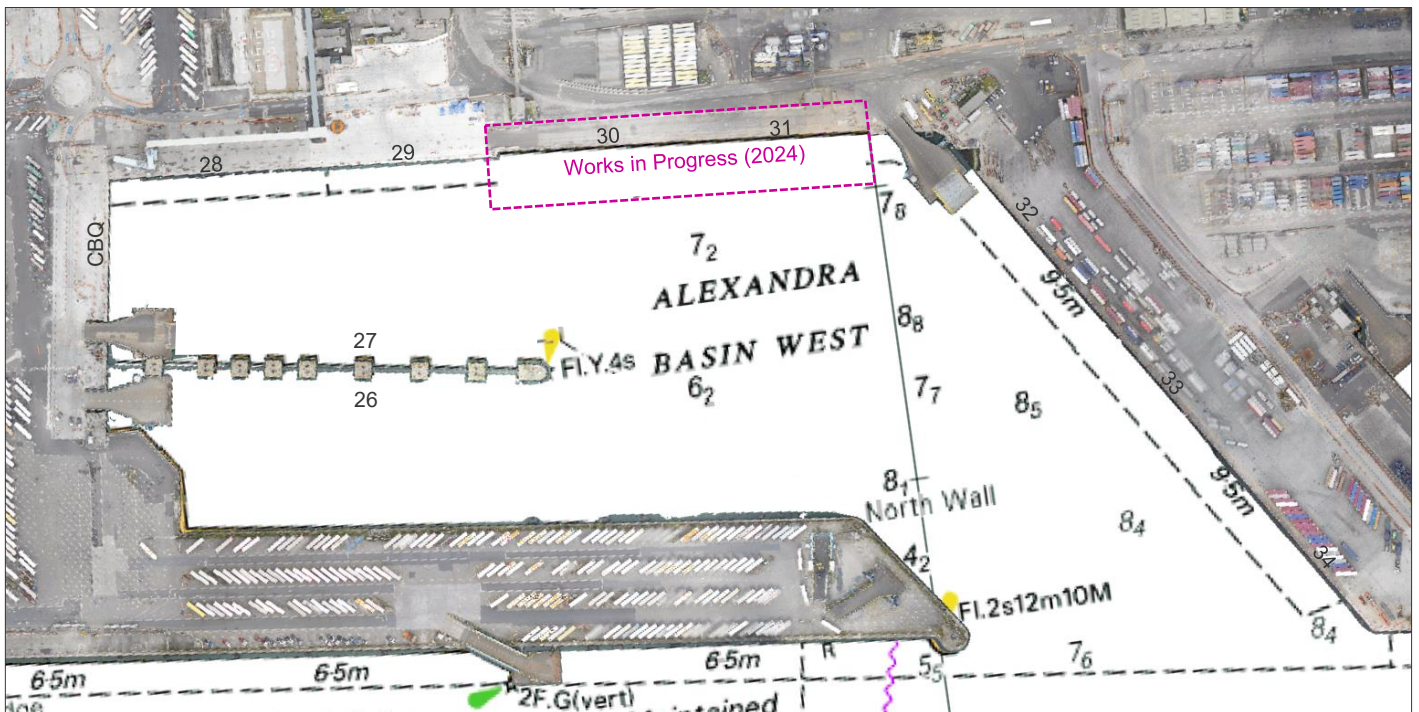 30
31
28
29
Works in Progress (2024)
7₈
32
CBQ
7₂
ALEXANDRA
9·5m
8₈
27
Fl.Y.4s
BASIN WEST
26
6₂
7₇
8₅
33
8₁
North Wall
9·5m
8₄
4₂
34
Fl.2s12m10M
8₄
R
6·5m
6·5m
6·5m
5₅
7₆
2F.G(vert)